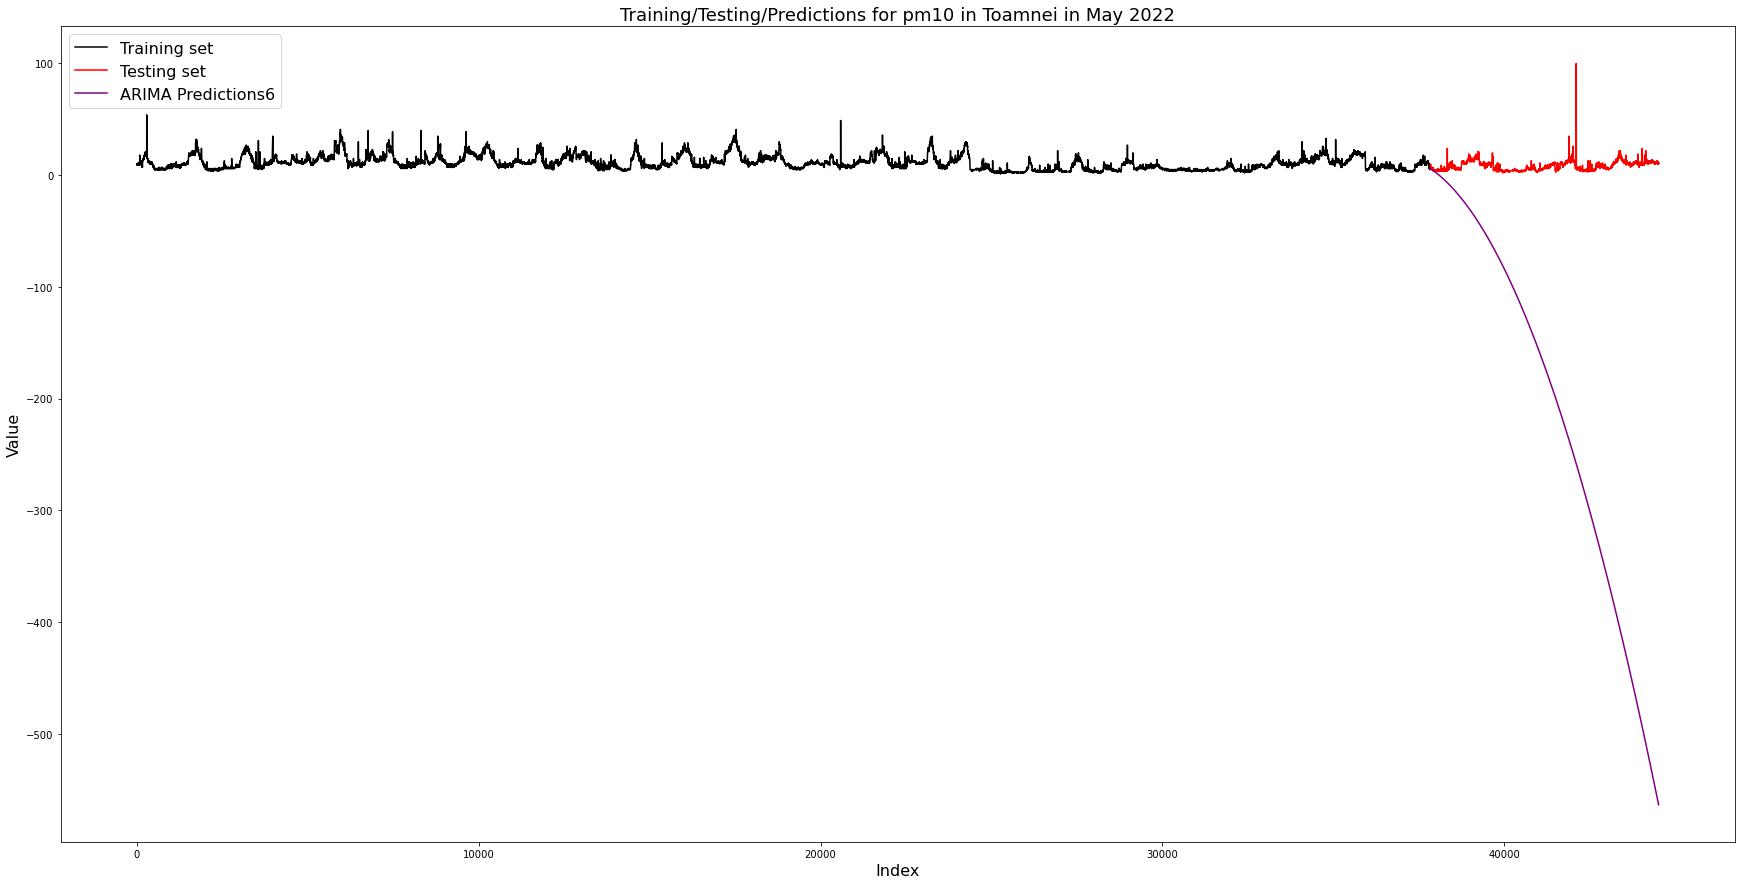 Training/Testing/Predictions for pm10 in Toamnei in May 2022
Training set
Testing set
ARIMA Predictions6
100
0
−100
−200
−300
−400
−500
Value
0 10000 20000 30000 40000
Index